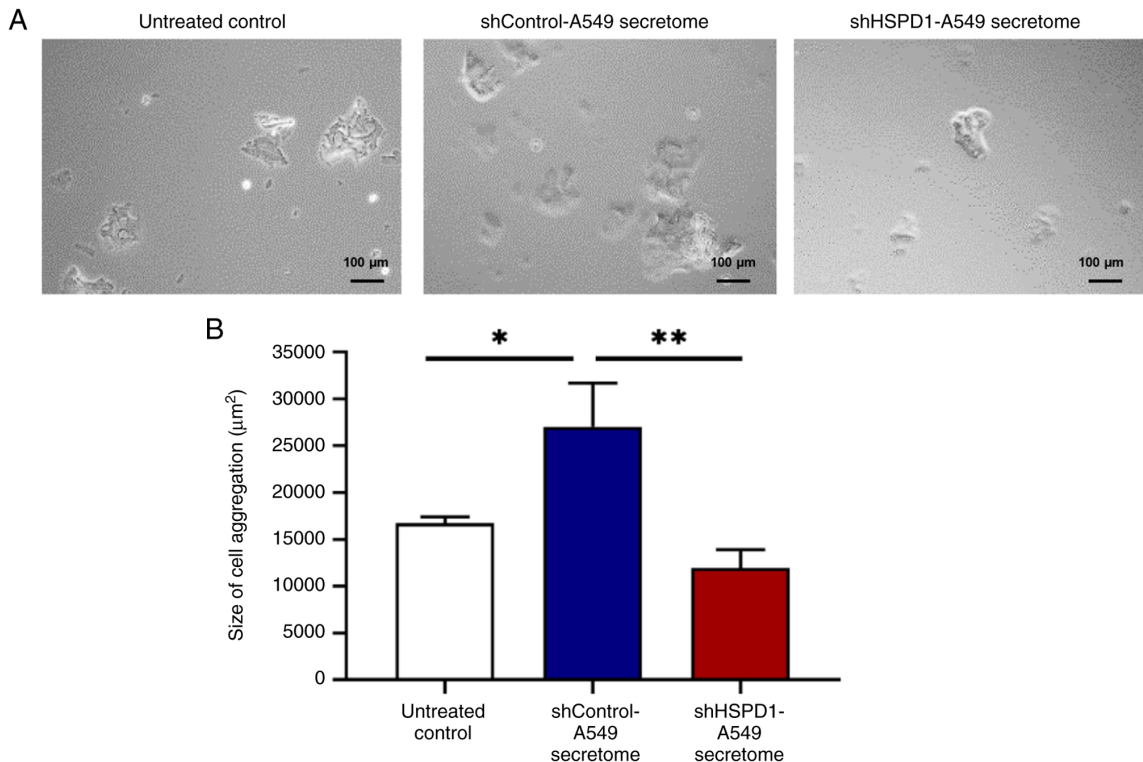 A
Untreated control
shControl-A549 secretome
shHSPD1-A549 secretome
100 µm
100 µm
100 µm
B
*
**
Size of cell aggregation (µm²)
35000
30000
25000
20000
15000
10000
5000
0
Untreated
control
shControl-
A549
secretome
shHSPD1-
A549
secretome